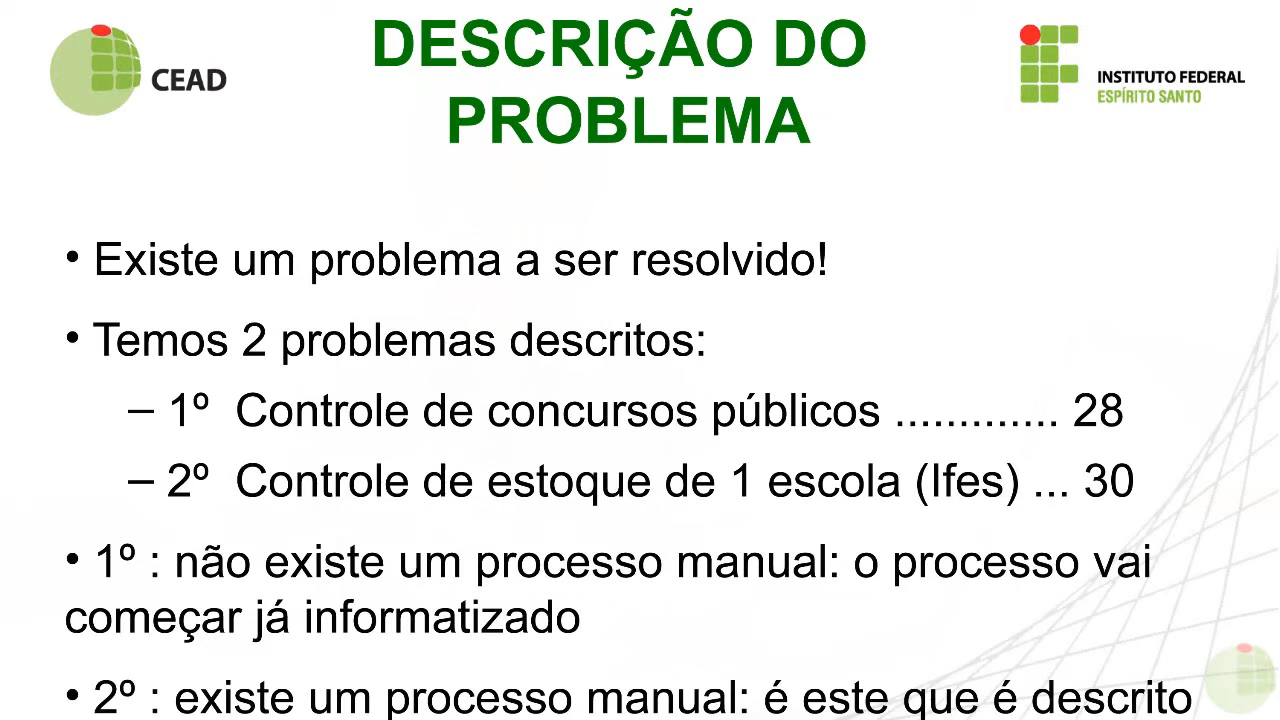 DESCRIÇÃO DO
PROBLEMA
CEAD
INSTITUTO FEDERAL
ESPÍRITO SANTO
• Existe um problema a ser resolvido!
• Temos 2 problemas descritos:
– 1º Controle de concursos públicos ............. 28
– 2º Controle de estoque de 1 escola (Ifes) ... 30
• 1º : não existe um processo manual: o processo vai
começar já informatizado
• 2º : existe um processo manual: é este que é descrito